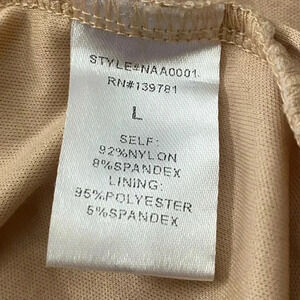 STYLE#NAA0001
RN#139781
L
SELF:
92%NYLON
8%SPANDEX
LINING:
95%POLYESTER
5%SPANDEX